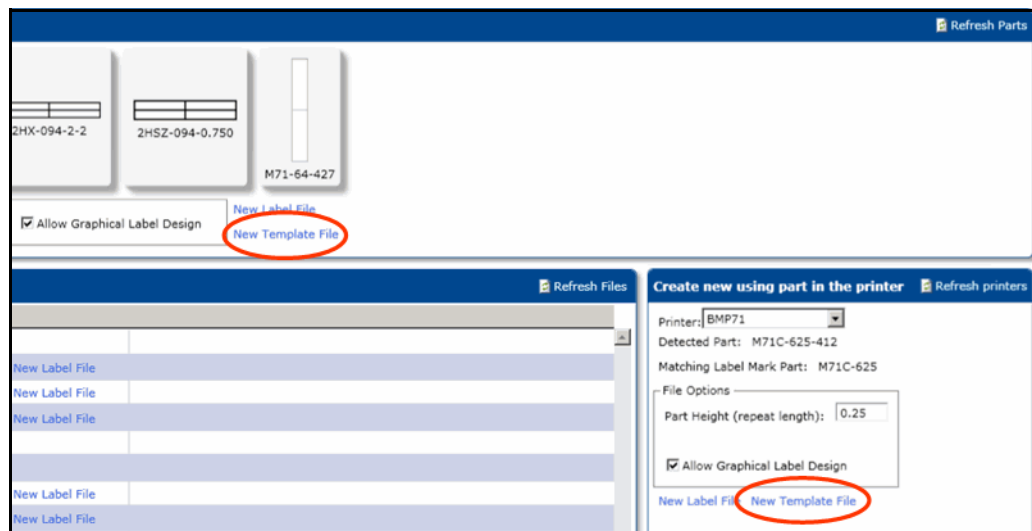 Refresh Parts
2HX-094-2-2
2HSZ-094-0.750
M71-64-427
Allow Graphical Label Design
New Label File
New Template File
Refresh Files
New Label File
New Label File
New Label File
New Label File
New Label File
Create new using part in the printer Refresh printers
Printer: BMP71
Detected Part: M71C-625-412
Matching Label Mark Part: M71C-625
File Options
Part Height (repeat length): 0.25
Allow Graphical Label Design
New Label File New Template File